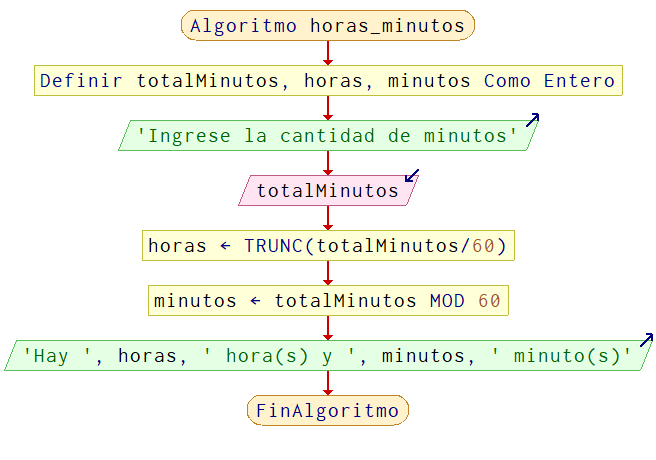 Algoritmo horas_minutos
Definir totalMinutos, horas, minutos Como Entero
'Ingrese la cantidad de minutos'
totalMinutos
horas ← TRUNC(totalMinutos/60)
minutos ← totalMinutos MOD 60
'Hay ', horas, ' hora(s) y ', minutos, ' minuto(s)'
FinAlgoritmo